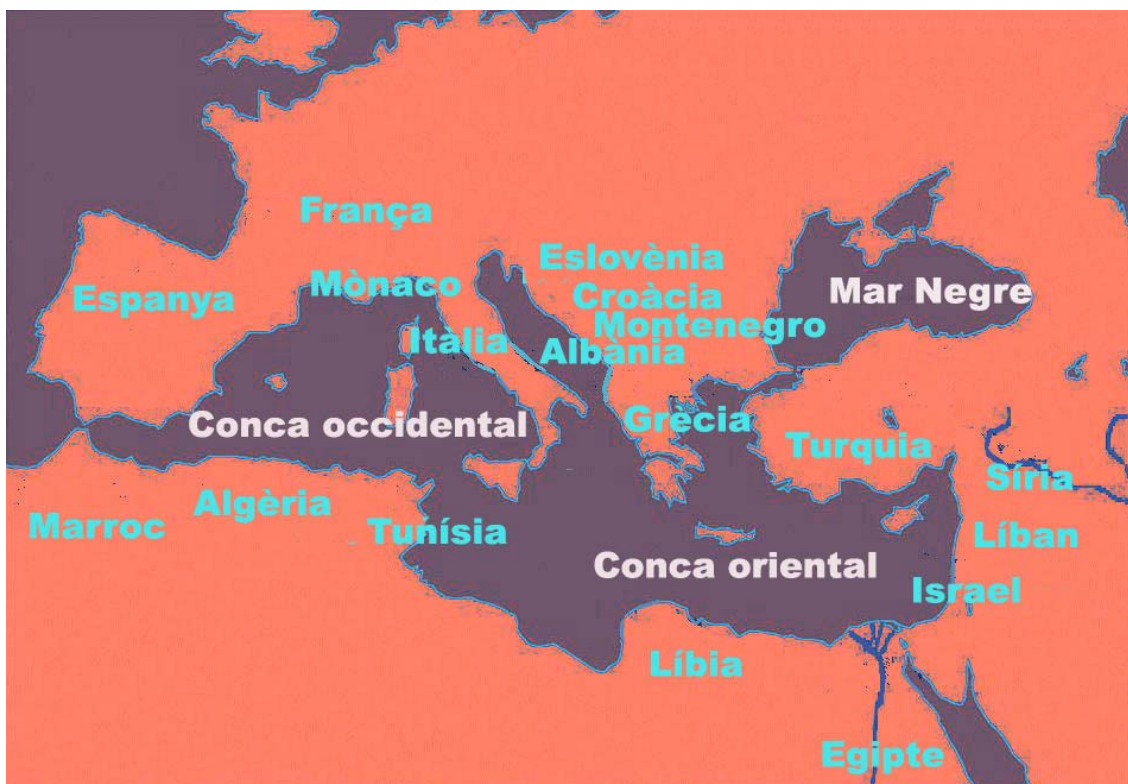 França
Eslovènia
Mònaco
Espanya
Croàcia
Mar Negre
Montenegro
Itàlia
Albània
Conca occidental
Grècia
Turquia
Síria
Algèria
Marroc
Tunísia
Líban
Conca oriental
Israel
Líbia
Egipte